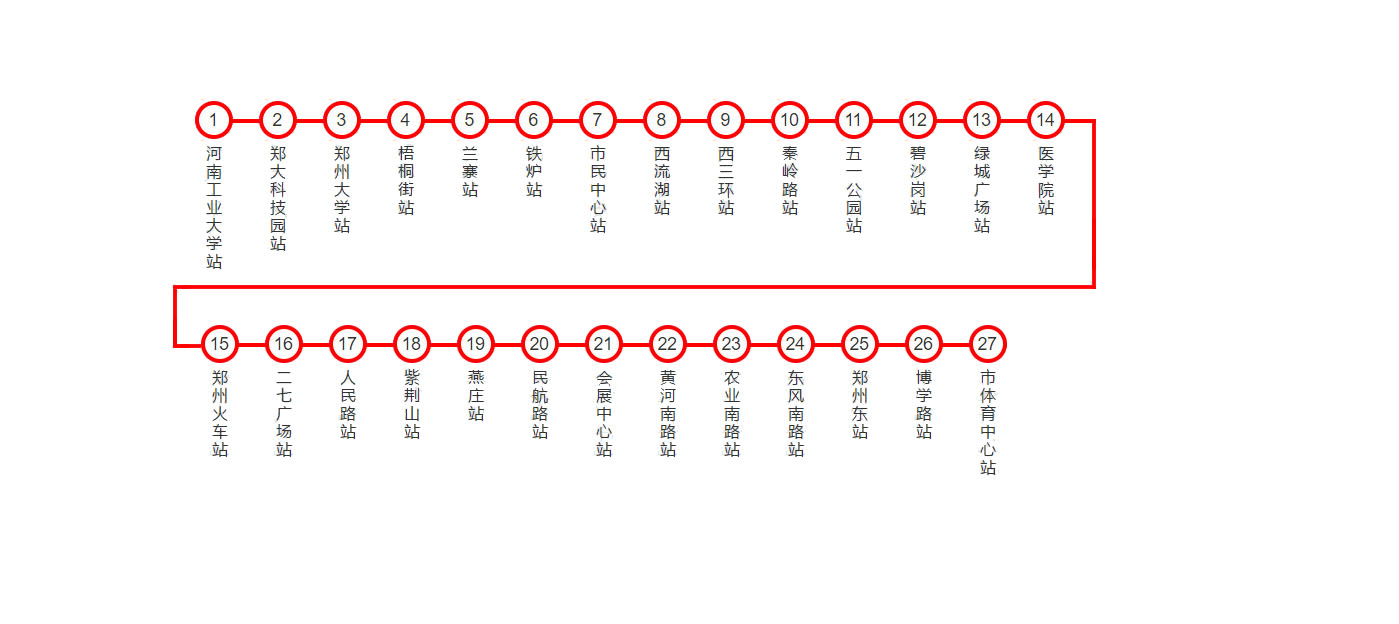 1
2
3
4
5
6
7
8
9
10
11
12
13
14
河南工业大学站
郑大科技园站
郑州大学站
梧桐街站
兰寨站
铁炉站
市民中心站
西流湖站
西三环站
秦岭路站
五一公园站
碧沙岗站
绿城广场站
医学院站
15
16
17
18
19
20
21
22
23
24
25
26
27
郑州火车站
二七广场站
人民路站
紫荆山站
燕庄站
民航路站
会展中心站
黄河南路站
农业南路站
东风南路站
郑州东站
博学路站
市体育中心站